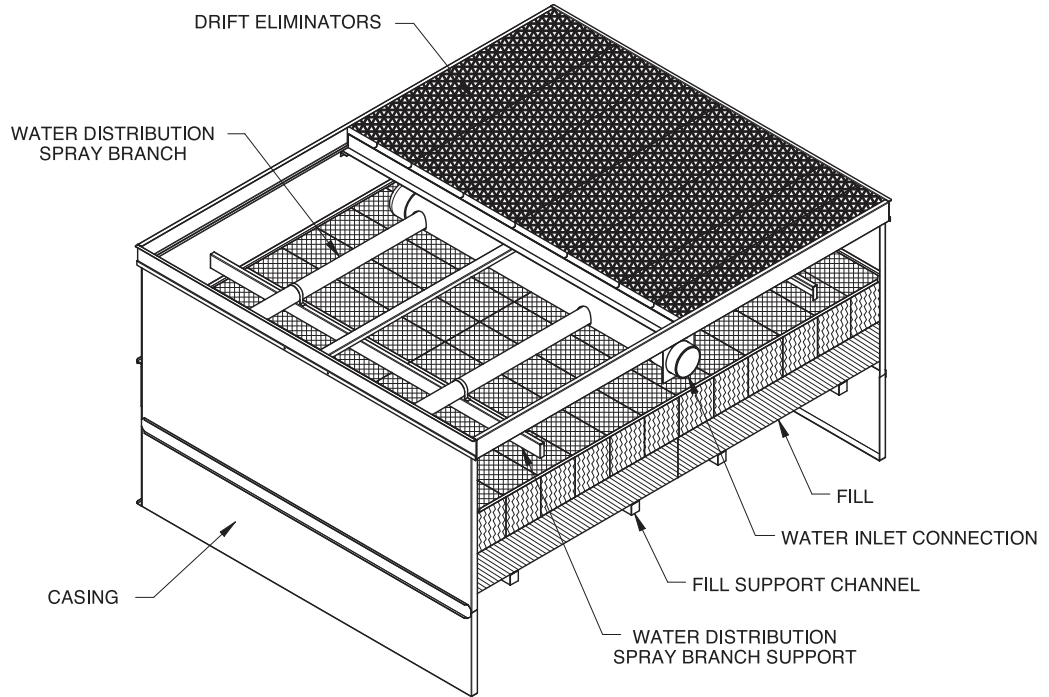 DRIFT ELIMINATORS
WATER DISTRIBUTION
SPRAY BRANCH
FILL
WATER INLET CONNECTION
FILL SUPPORT CHANNEL
CASING
WATER DISTRIBUTION
SPRAY BRANCH SUPPORT